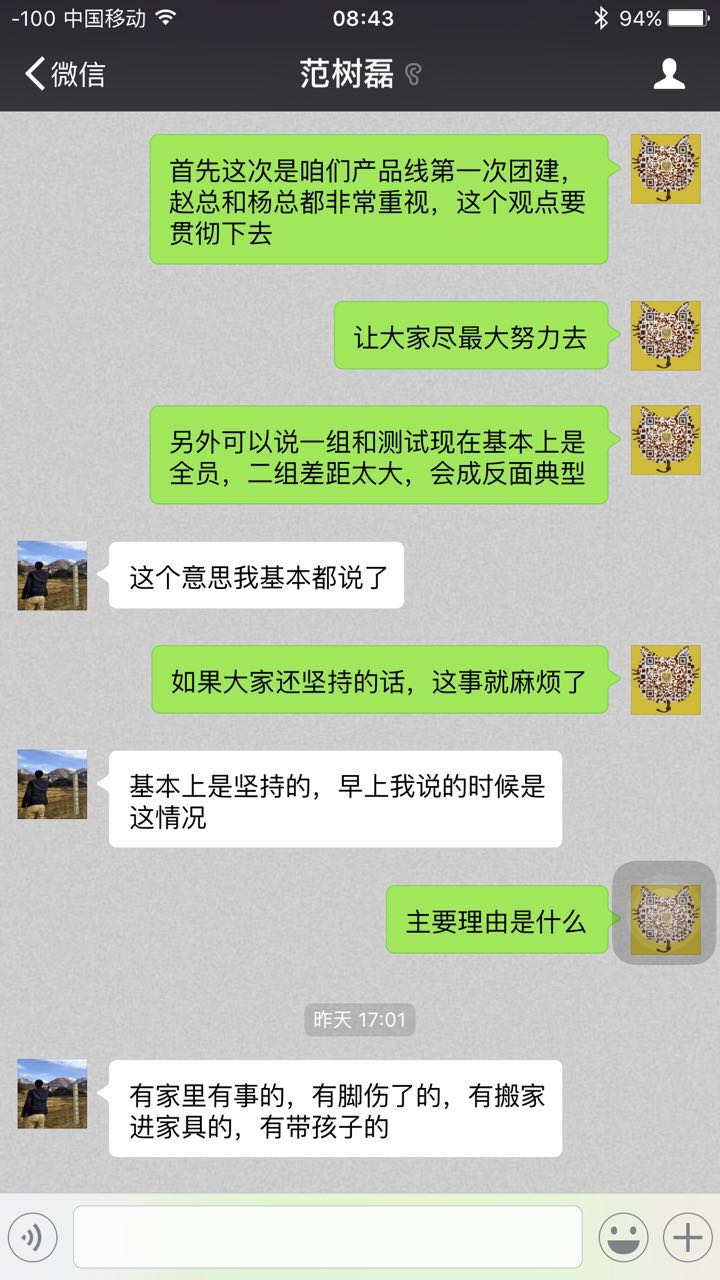 -100 中国移动 08:43 94%
微信 范树磊
首先这次是咱们产品线第一次团建，
赵总和杨总都非常重视，这个观点要
贯彻下去
让大家尽最大努力去
另外可以说一组和测试现在基本上是
全员，二组差距太大，会成反面典型
这个意思我基本都说了
如果大家还坚持的话，这事就麻烦了
基本上是坚持的，早上我说的时候是
这情况
主要理由是什么
昨天 17:01
有家里有事的，有脚伤了的，有搬家
进家具的，有带孩子的